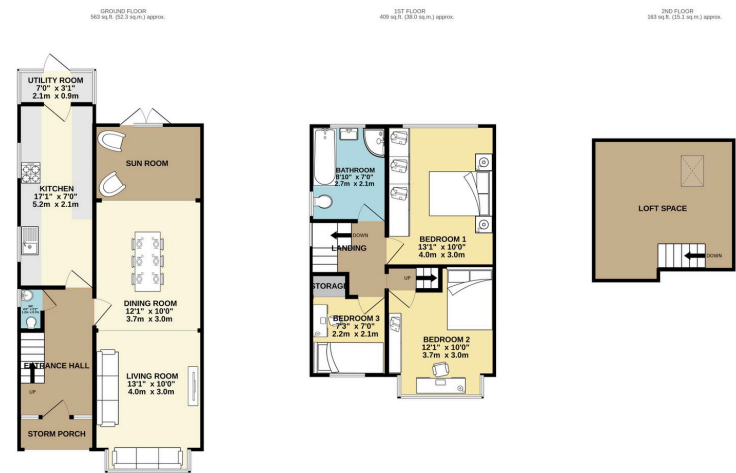 GROUND FLOOR
563 sq.ft. (52.3 sq.m.) approx.
UTILITY ROOM
7'0" x 3'1"
2.1m x 0.9m
SUN ROOM
KITCHEN
17'1" x 7'0"
5.2m x 2.1m
DINING ROOM
12'1" x 10'0"
3.7m x 3.0m
ENTRANCE HALL
UP
LIVING ROOM
13'1" x 10'0"
4.0m x 3.0m
STORM PORCH
1ST FLOOR
409 sq.ft. (38.0 sq.m.) approx.
BATHROOM
8'10" x 7'0"
2.7m x 2.1m
DOWN
LANDING
BEDROOM 1
13'1" x 10'0"
4.0m x 3.0m
UP
STORAGE
BEDROOM 3
7'3" x 7'0"
2.2m x 2.1m
BEDROOM 2
12'1" x 10'0"
3.7m x 3.0m
2ND FLOOR
163 sq.ft. (15.1 sq.m.) approx.
LOFT SPACE
DOWN